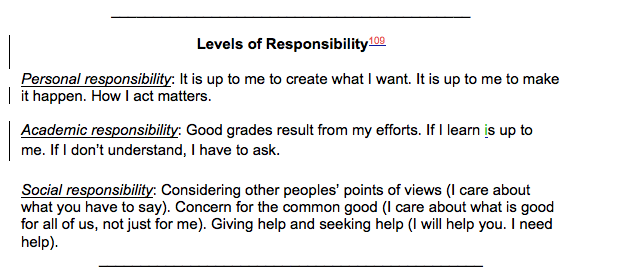 Levels of Responsibility109
Personal responsibility: It is up to me to create what I want. It is up to me to make
it happen. How I act matters.
Academic responsibility: Good grades result from my efforts. If I learn is up to
me. If I don’t understand, I have to ask.
Social responsibility: Considering other peoples’ points of views (I care about
what you have to say). Concern for the common good (I care about what is good
for all of us, not just for me). Giving help and seeking help (I will help you. I need
help).